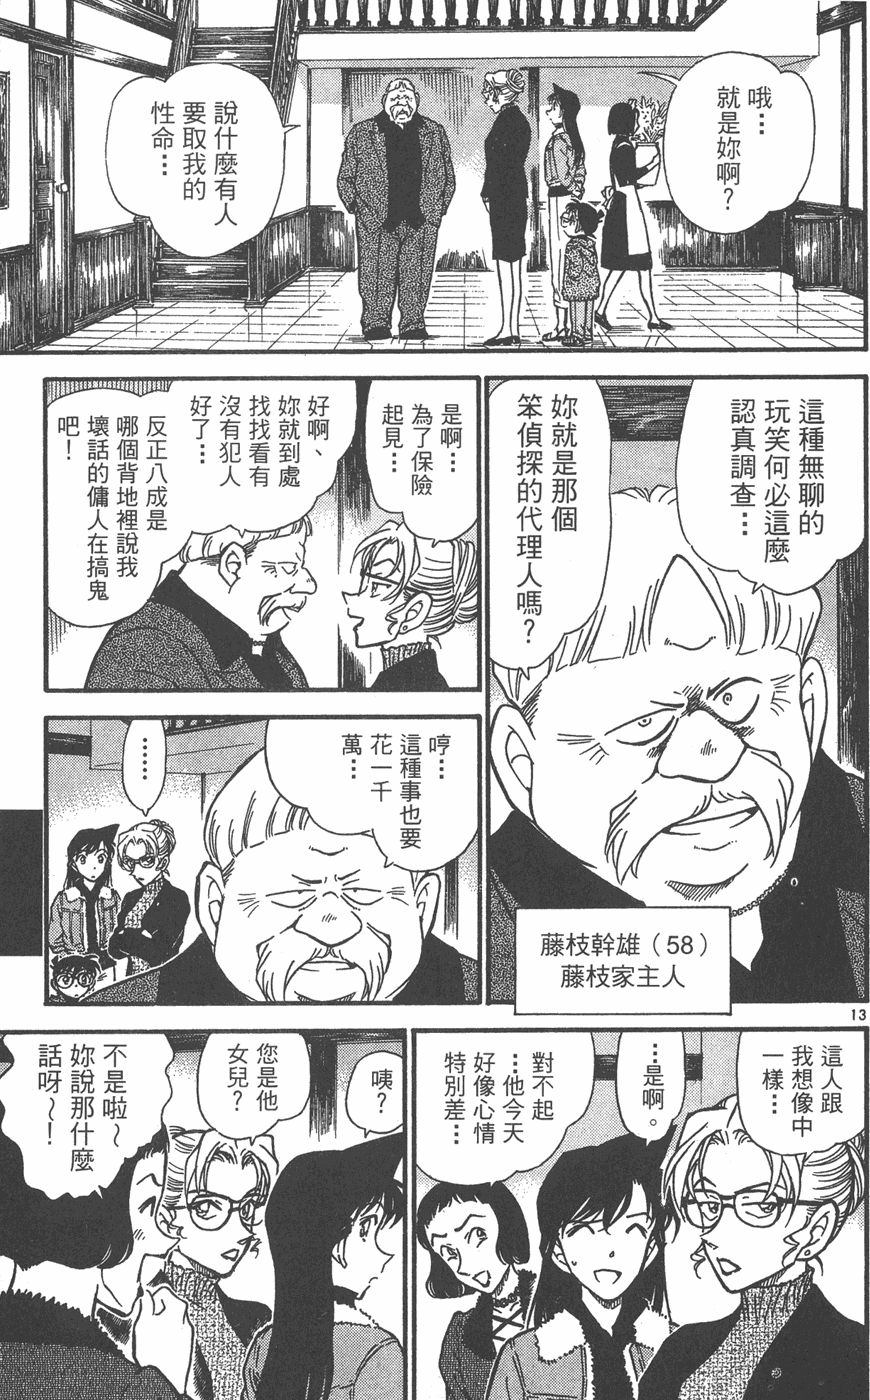 哦…
就是妳啊？
說什麼有人
要取我的
性命…
這種無聊的
玩笑何必這麼
認真調查…
妳就是那個
笨偵探的代理人嗎？
藤枝幹雄（58）
藤枝家主人
是啊…
為了保險
起見…
好啊、
妳就到處
找找看有
沒有犯人
好了…
反正八成是
哪個背地裡說我
壞話的傭人在搞鬼
吧！
哼…
這種事也要
花一千
萬…
……
13
這人跟
我想像中
一樣…
…是啊。
對不起
…他今天
好像心情
特別差…
咦？
您是他
女兒？
不是啦～
妳說那什麼
話呀～！